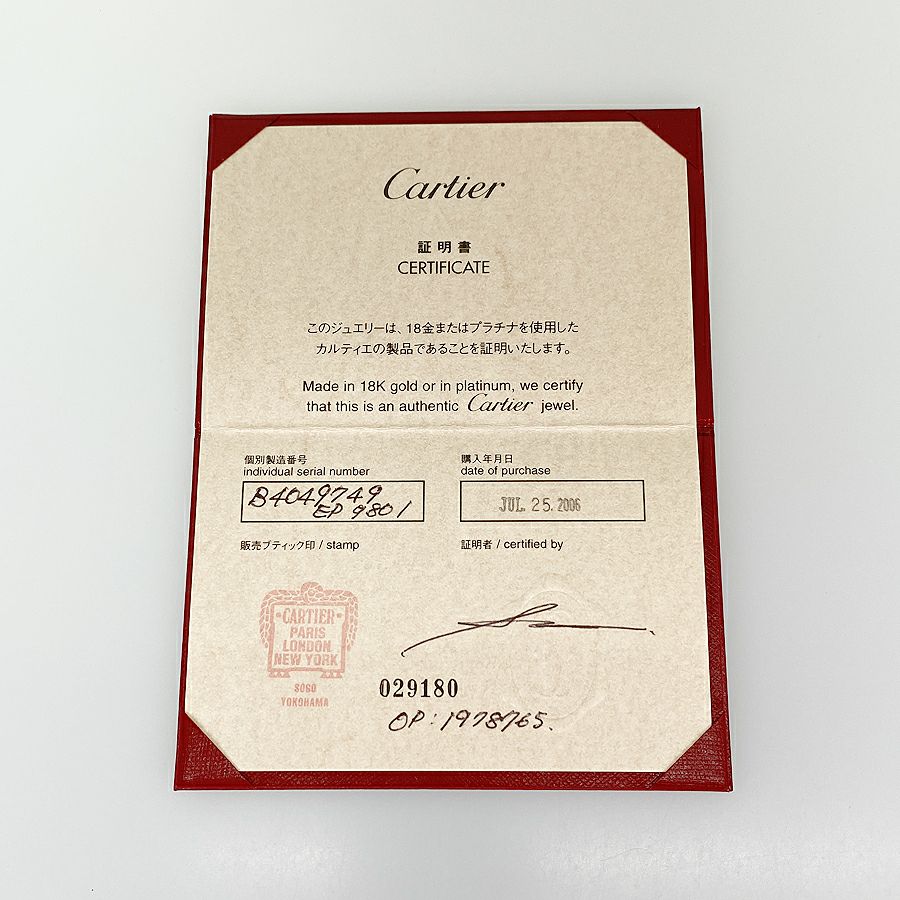 Cartier
証明書
CERTIFICATE
このジュエリーは、18金またはプラチナを使用した
カルティエの製品であることを証明いたします。
Made in 18K gold or in platinum, we certify
that this is an authentic Cartier jewel.
個別製造番号
individual serial number
B4049749
EP 9801
購入年月日
date of purchase
JUL. 25. 2006
販売ブティック印 / stamp
証明者 / certified by
CARTIER
PARIS
LONDON
NEW YORK
SOGO
YOKOHAMA
029180
OP: 1978765.